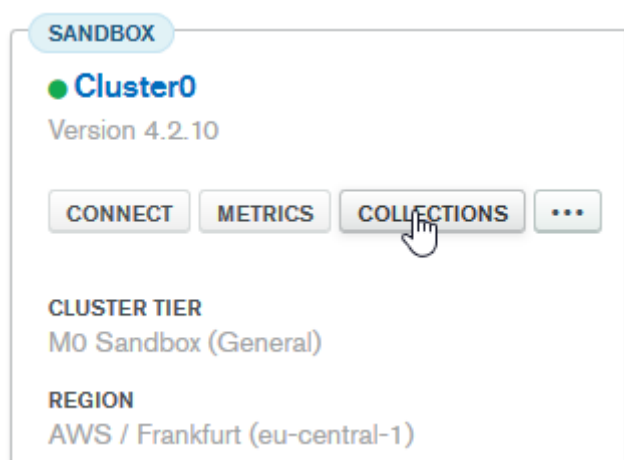 SANDBOX
Cluster0
Version 4.2.10
CONNECT METRICS COLLECTIONS ...
CLUSTER TIER
M0 Sandbox (General)
REGION
AWS / Frankfurt (eu-central-1)